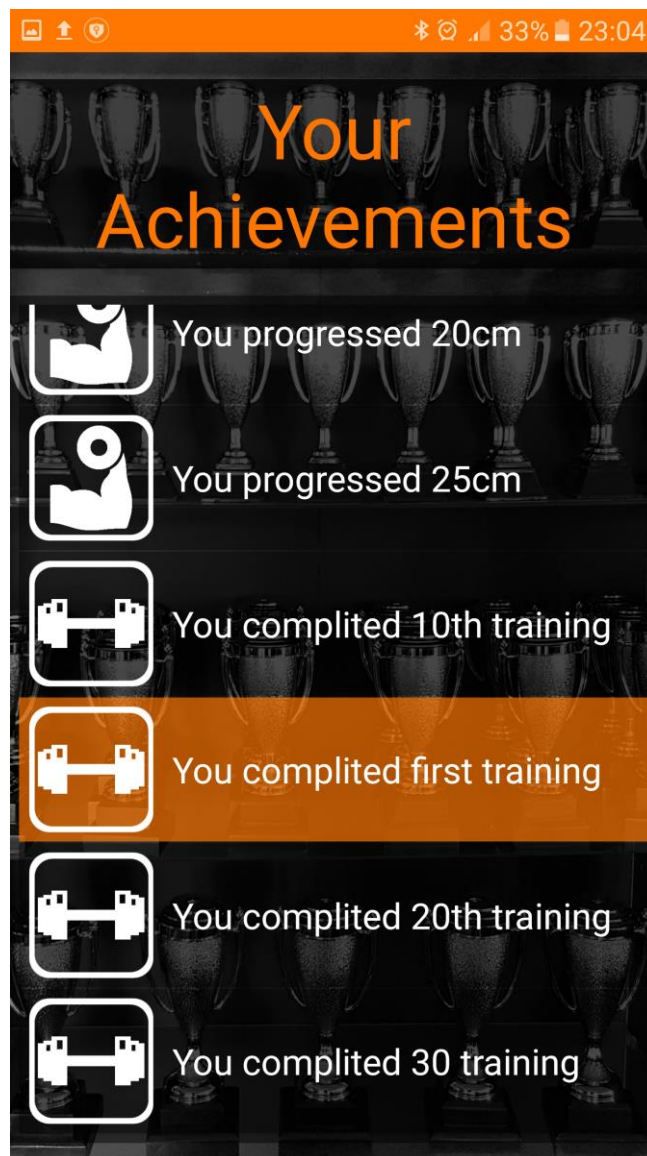 33% 23:04
Your
Achievements
You progressed 20cm
You progressed 25cm
You complited 10th training
You complited first training
You complited 20th training
You complited 30 training